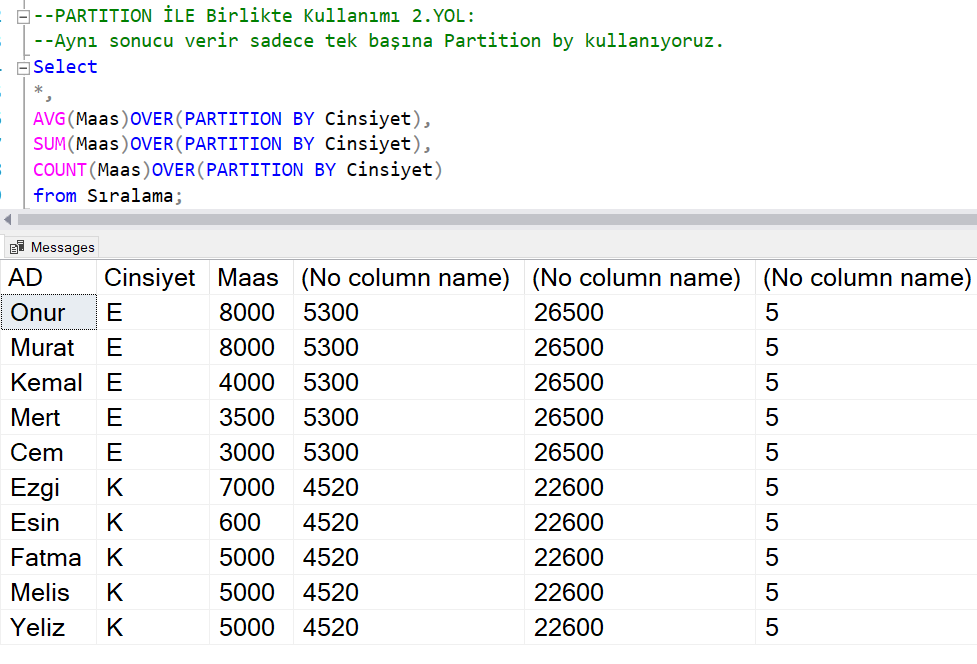 --PARTITION İLE Birlikte Kullanımı 2.YOL:
--Aynı sonucu verir sadece tek başına Partition by kullanıyoruz.
Select
*,
AVG(Maas)OVER(PARTITION BY Cinsiyet),
SUM(Maas)OVER(PARTITION BY Cinsiyet),
COUNT(Maas)OVER(PARTITION BY Cinsiyet)
from Sıralama;
Messages
AD Cinsiyet Maas (No column name) (No column name) (No column name)
Onur E 8000 5300 26500 5
Murat E 8000 5300 26500 5
Kemal E 4000 5300 26500 5
Mert E 3500 5300 26500 5
Cem E 3000 5300 26500 5
Ezgi K 7000 4520 22600 5
Esin K 600 4520 22600 5
Fatma K 5000 4520 22600 5
Melis K 5000 4520 22600 5
Yeliz K 5000 4520 22600 5